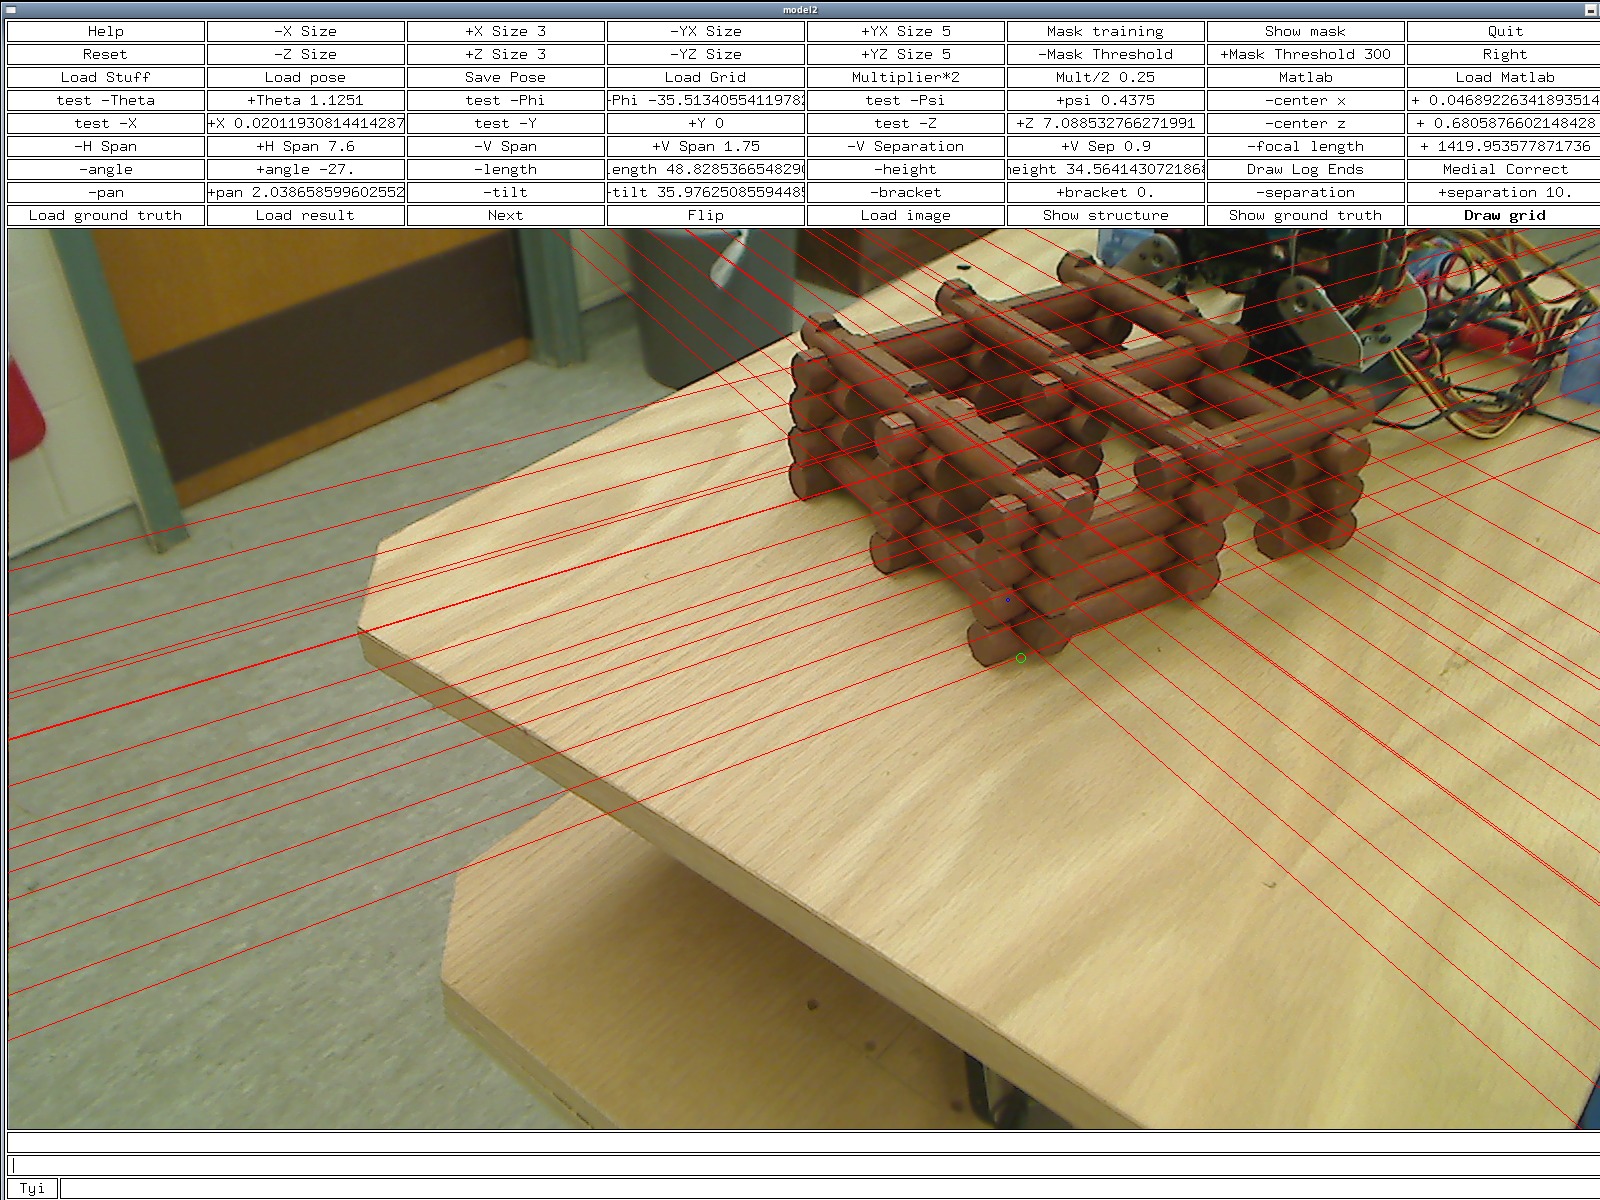 model2
Help -X Size +X Size 3 -YX Size +YX Size 5 Mask training Show mask Quit
Reset -Z Size +Z Size 3 -YZ Size +YZ Size 5 -Mask Threshold +Mask Threshold 300 Right
Load Stuff Load pose Save Pose Load Grid Multiplier*2 Mult/2 0.25 Matlab Load Matlab
test -Theta +Theta 1.1251 test -Phi -Phi -35.5134055411978 test -Psi +psi 0.4375 -center x + 0.04689226341893514
test -X +X 0.02011930814414287 test -Y +Y 0 test -Z +Z 7.088532766271991 -center z + 0.6805876602148428
-H Span +H Span 7.6 -V Span +V Span 1.75 -V Separation +V Sep 0.9 -focal length + 1419.953577871736
-angle +angle -27. -length length 48.82853665482 -height height 34.564143072186 Draw Log Ends Medial Correct
-pan +pan 2.038658599602552 -tilt +tilt 35.9762508559448 -bracket +bracket 0. -separation +separation 10.
Load ground truth Load result Next Flip Load image Show structure Show ground truth Draw grid
Tyi